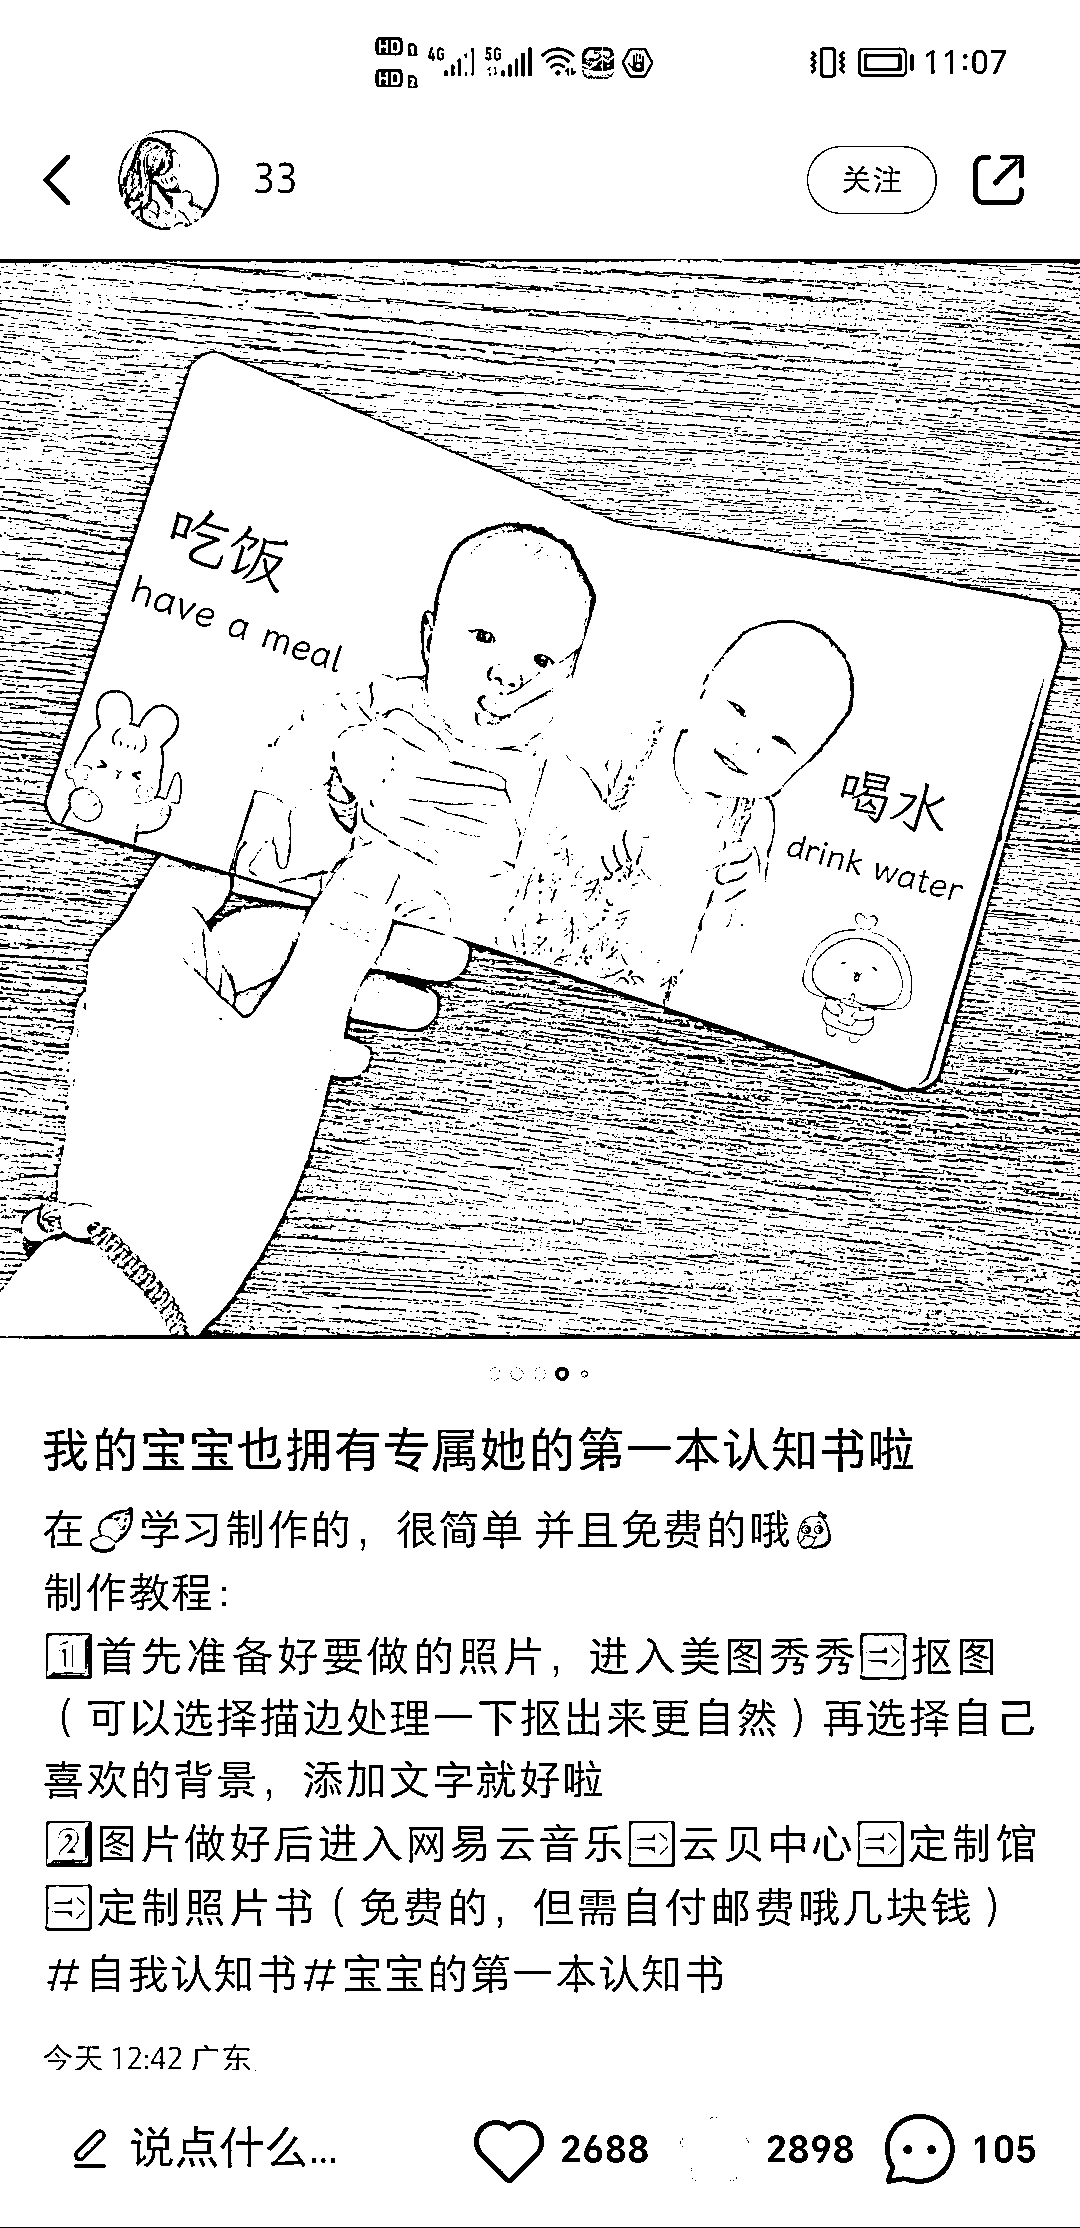 HD 1 4G 5G 11:07
HD 2
33 关注
吃饭
have a meal
喝水
drink water
我的宝宝也拥有专属她的第一本认知书啦
在🍠学习制作的，很简单 并且免费的哦
制作教程：
1️⃣首先准备好要做的照片，进入美图秀秀➡️抠图
（可以选择描边处理一下抠出来更自然）再选择自己
喜欢的背景，添加文字就好啦
2️⃣图片做好后进入网易云音乐➡️云贝中心➡️定制馆
➡️定制照片书（免费的，但需自付邮费哦几块钱）
#自我认知书#宝宝的第一本认知书
今天 12:42 广东
说点什么... 2688 2898 105